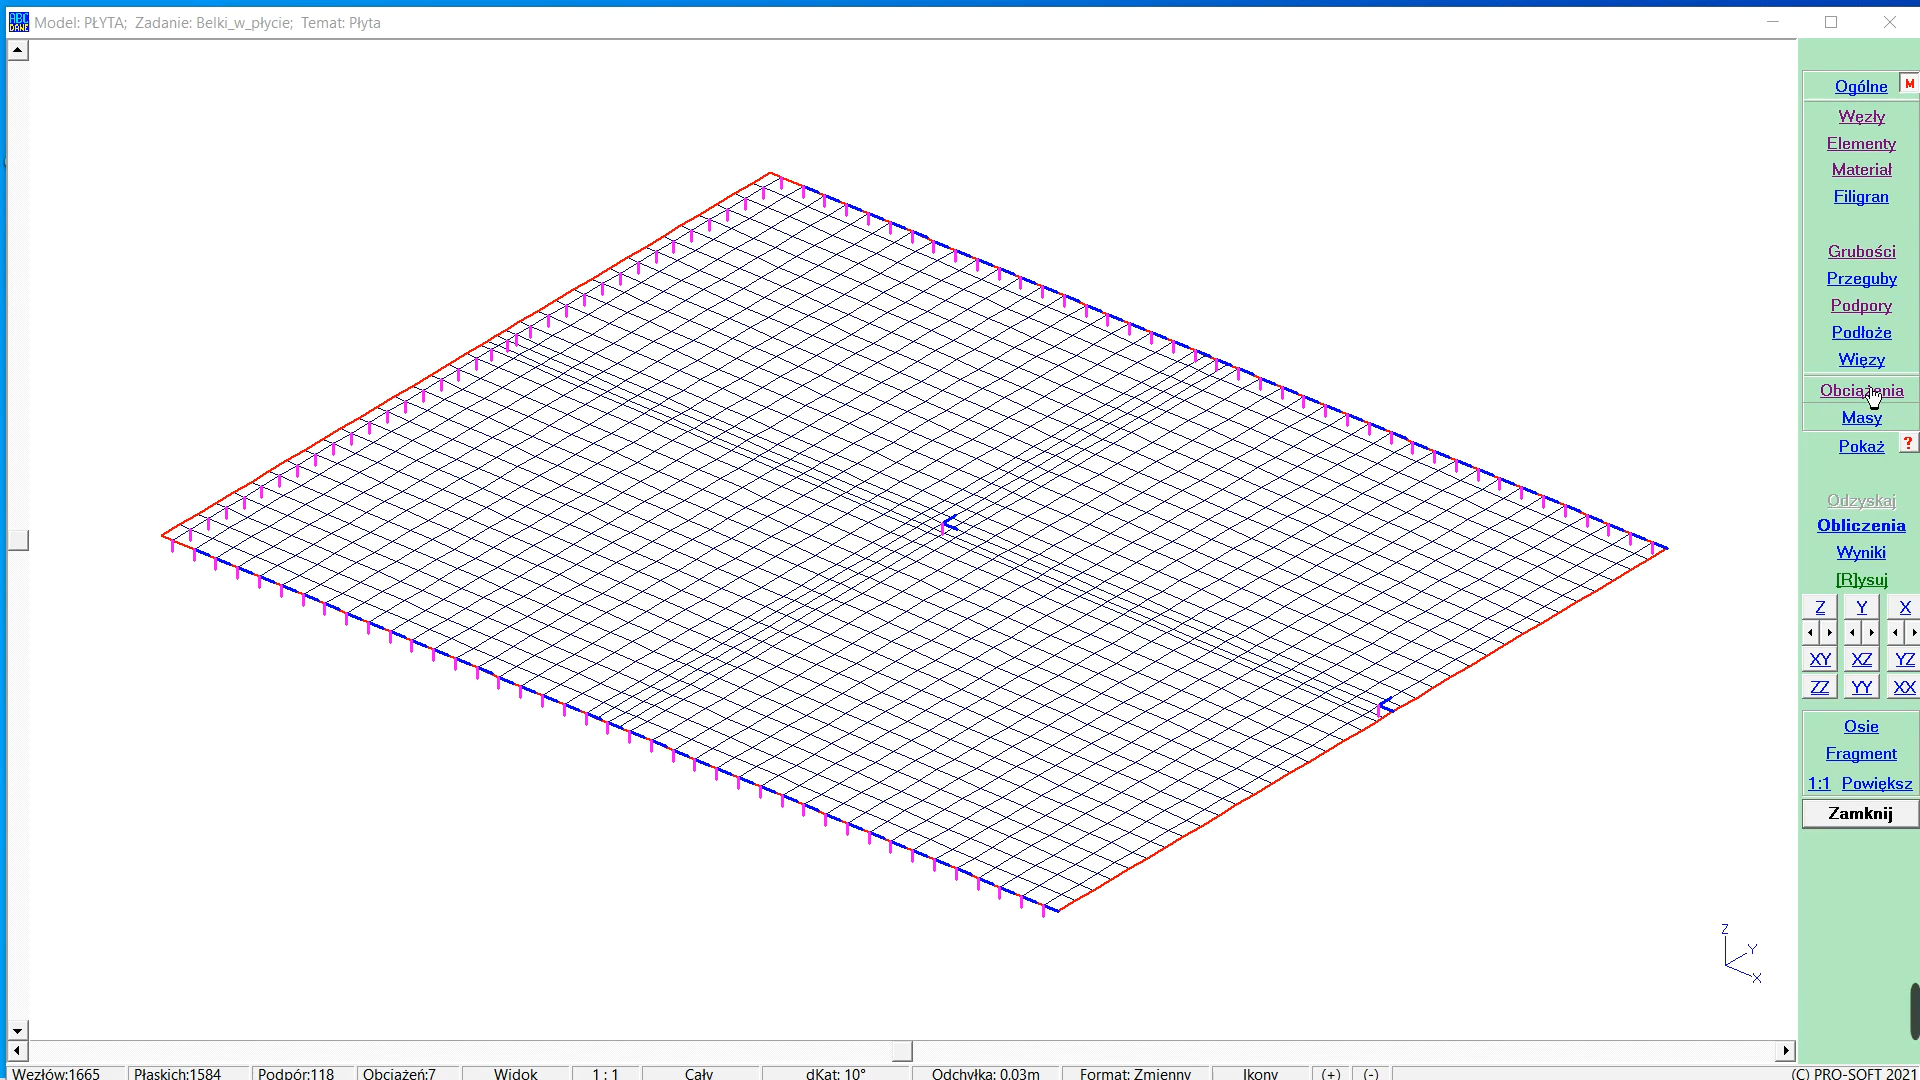 ABC DANE Model: PŁYTA; Zadanie: Belki_w_płycie; Temat: Płyta
Ogólne M
Węzły
Elementy
Materiał
Filigran
Grubości
Przeguby
Podpory
Podłoże
Więzy
Obciążenia
Masy
Pokaż ?
Odzyskaj
Obliczenia
Wyniki
[R]ysuj
Z Y X
XY XZ YZ
ZZ YY XX
Osie
Fragment
1:1 Powiększ
Zamknij
Z
Y
X
Węzłów:1665 Płaskich:1584 Podpór:118 Obciążeń:7 Widok 1 : 1 Cały dKąt: 10° Odchyłka: 0.03m Format: Zmienny Ikony (+) (-) (C) PRO-SOFT 2021